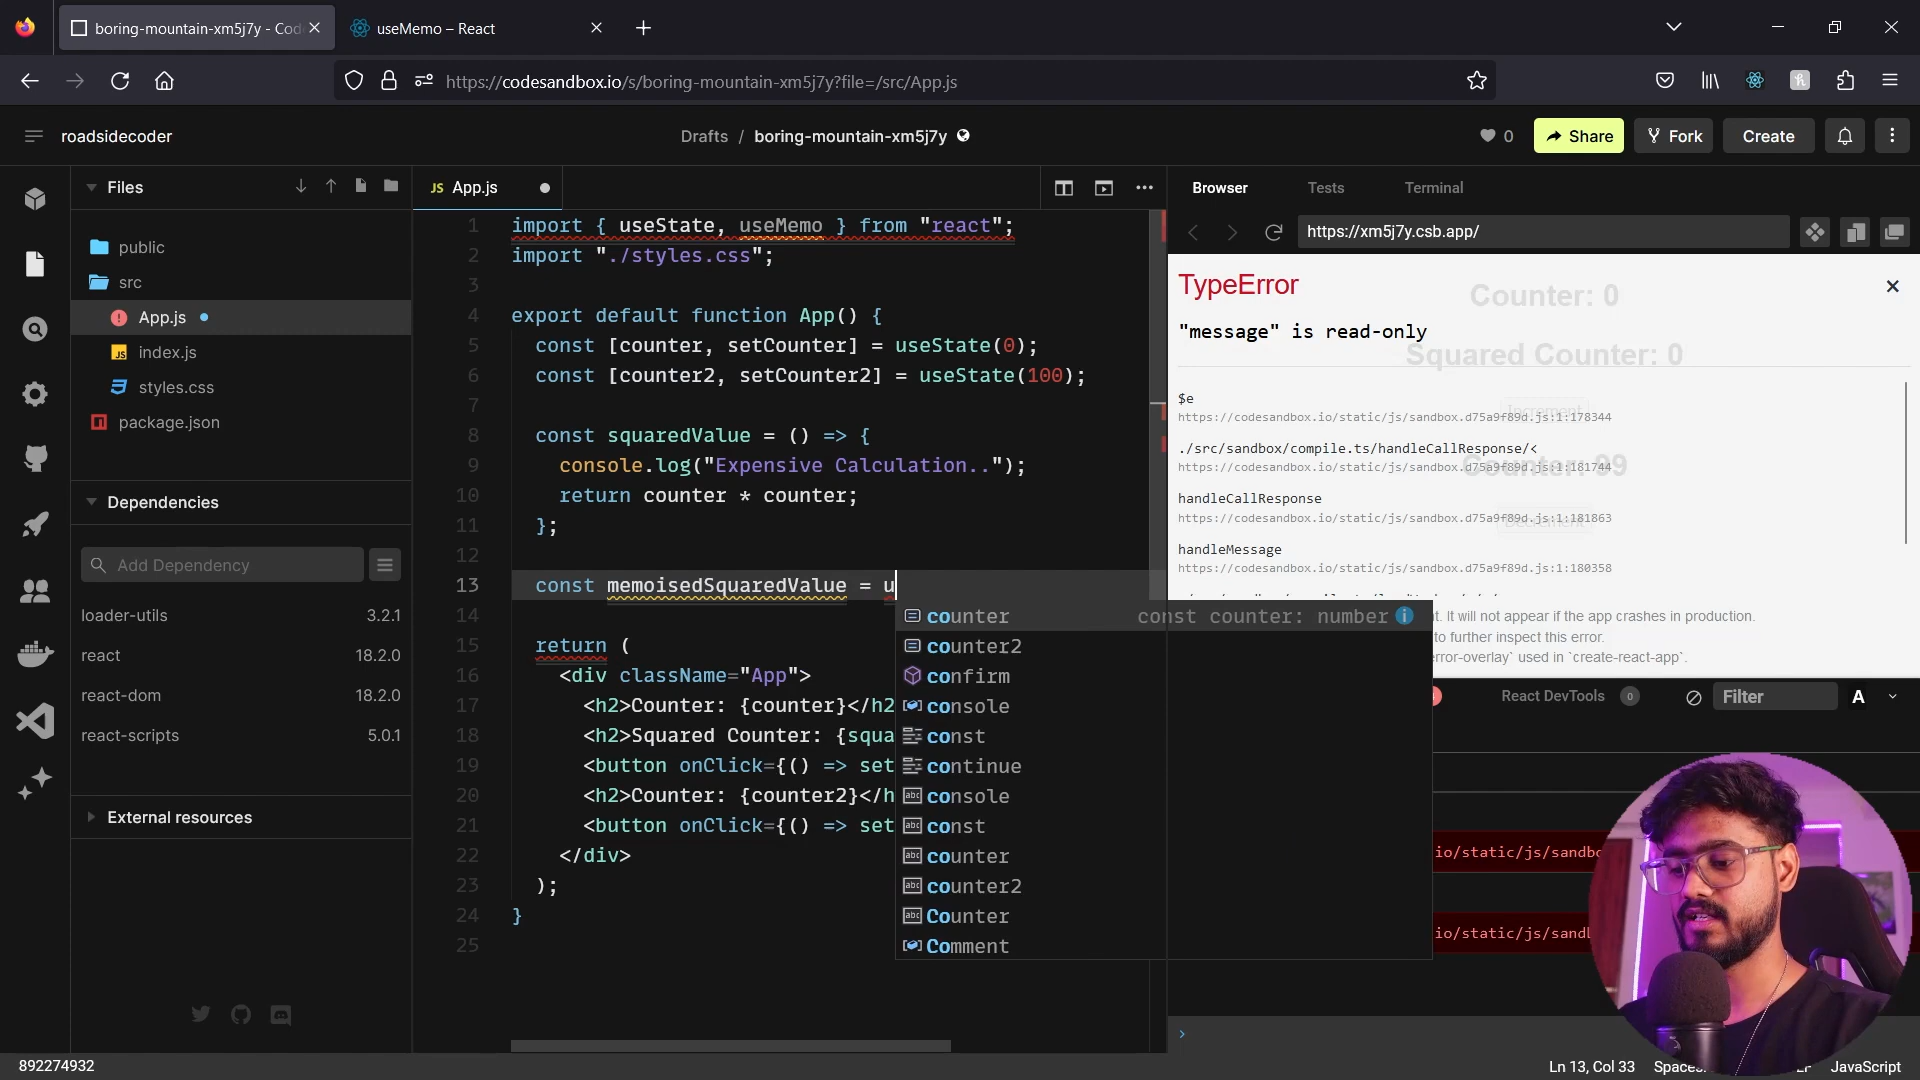 boring-mountain-xm5j7y - Cod
useMemo – React
https://codesandbox.io/s/boring-mountain-xm5j7y?file=/src/App.js
roadsidecoder
Drafts / boring-mountain-xm5j7y
0
Share
Fork
Create
Files
public
src
App.js
index.js
styles.css
package.json
Dependencies
Add Dependency
loader-utils 3.2.1
react 18.2.0
react-dom 18.2.0
react-scripts 5.0.1
External resources
892274932
JS App.js
1 import { useState, useMemo } from "react";
2 import "./styles.css";
3
4 export default function App() {
5 const [counter, setCounter] = useState(0);
6 const [counter2, setCounter2] = useState(100);
7
8 const squaredValue = () => {
9 console.log("Expensive Calculation..");
10 return counter * counter;
11 };
12
13 const memoisedSquaredValue = u
14
15 return (
16 <div className="App">
17 <h2>Counter: {counter}</h2
18 <h2>Squared Counter: {squa
19 <button onClick={() => set
20 <h2>Counter: {counter2}</h
21 <button onClick={() => set
22 </div>
23 );
24 }
25
counter const counter: number
counter2
confirm
console
const
continue
console
const
counter
counter2
Counter
Comment
Browser
Tests
Terminal
https://xm5j7y.csb.app/
TypeError
Counter: 0
"message" is read-only
Squared Counter: 0
$e
Increment
https://codesandbox.io/static/js/sandbox.d75a9f89d.js:1:178344
./src/sandbox/compile.ts/handleCallResponse/<
Counter: 99
https://codesandbox.io/static/js/sandbox.d75a9f89d.js:1:181744
handleCallResponse
https://codesandbox.io/static/js/sandbox.d75a9f89d.js:1:181863
handleMessage
https://codesandbox.io/static/js/sandbox.d75a9f89d.js:1:180358
t. It will not appear if the app crashes in production.
to further inspect this error.
error-overlay` used in `create-react-app`.
React DevTools 0
Filter
A
io/static/js/sandbo
io/static/js/sandb
Ln 13, Col 33
Spaces:
JavaScript